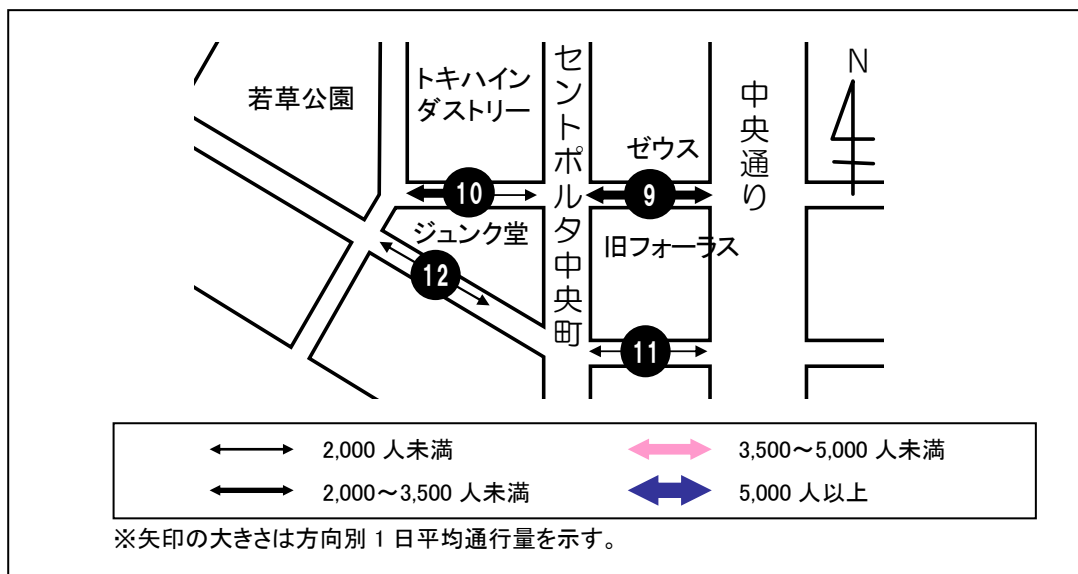 若草公園
トキハイン
ダストリー
セントポルタ中央町
ゼウス
中央通り
N
10
9
ジュンク堂
旧フォーラス
12
11
2,000 人未満
3,500～5,000 人未満
2,000～3,500 人未満
5,000 人以上
※矢印の大きさは方向別 1 日平均通行量を示す。